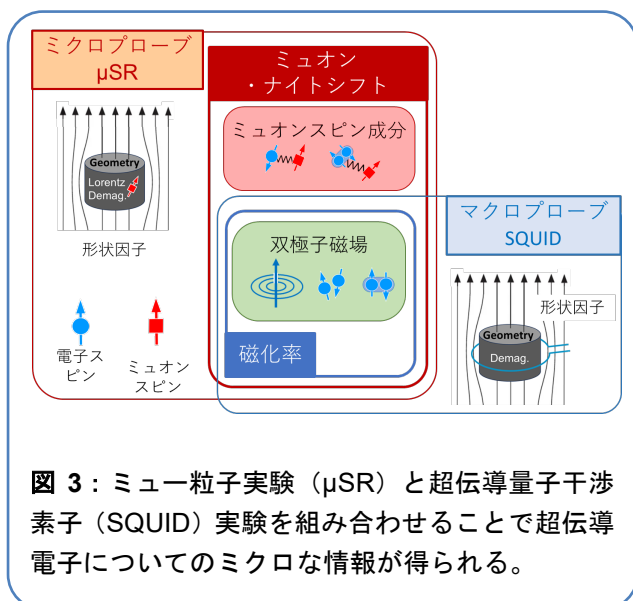 ミクロプローブ
μSR
ミュオン
・ナイトシフト
ミュオンスピン成分
Geometry
Lorentz
Demag.
形状因子
マクロプローブ
SQUID
双極子磁場
形状因子
Geometry
Demag.
磁化率
電子ス
ピン
ミュオン
スピン
図 3：ミュー粒子実験（μSR）と超伝導量子干渉
素子（SQUID）実験を組み合わせることで超伝導
電子についてのミクロな情報が得られる。